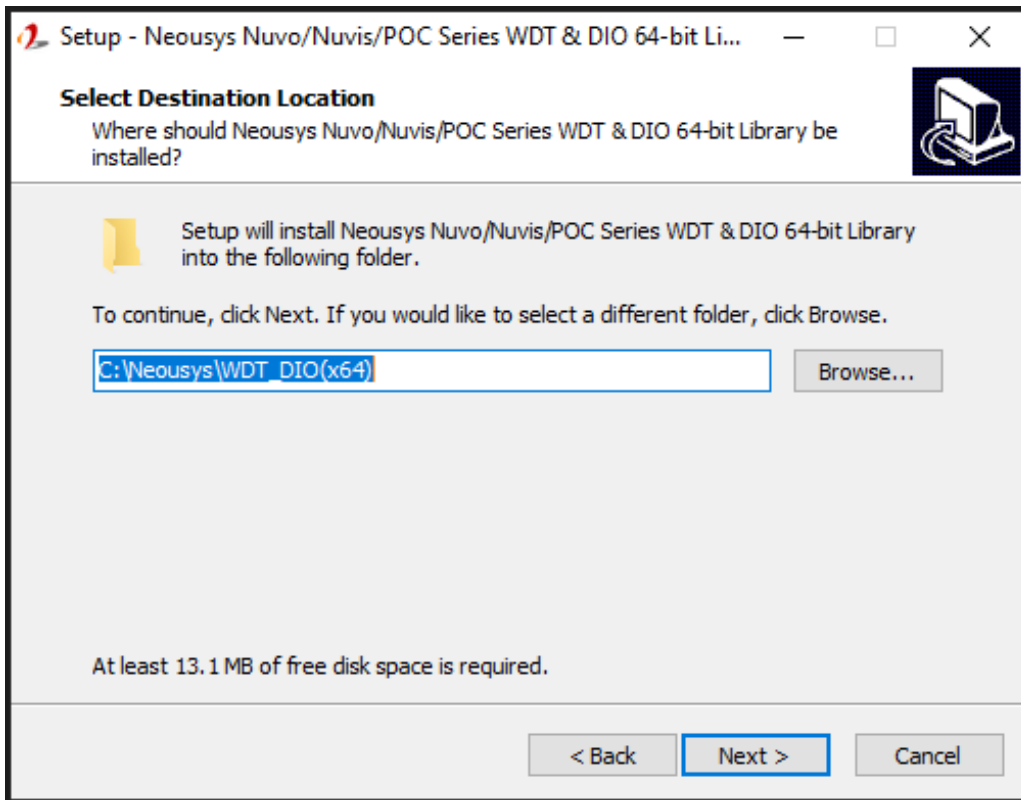 Setup - Neousys Nuvo/Nuvis/POC Series WDT & DIO 64-bit Li...
Select Destination Location
Where should Neousys Nuvo/Nuvis/POC Series WDT & DIO 64-bit Library be
installed?
Setup will install Neousys Nuvo/Nuvis/POC Series WDT & DIO 64-bit Library
into the following folder.
To continue, click Next. If you would like to select a different folder, click Browse.
C:\Neousys\WDT_DIO(x64)
Browse...
At least 13.1 MB of free disk space is required.
< Back
Next >
Cancel